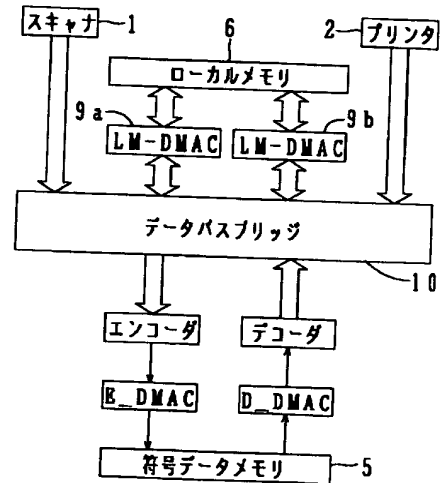 スキャナ 1
6
2 プリンタ
ローカルメモリ
9a LM-DMAC
LM-DMAC 9b
データパスブリッジ
10
エンコーダ
デコーダ
E_DMAC
D_DMAC
符号データメモリ 5